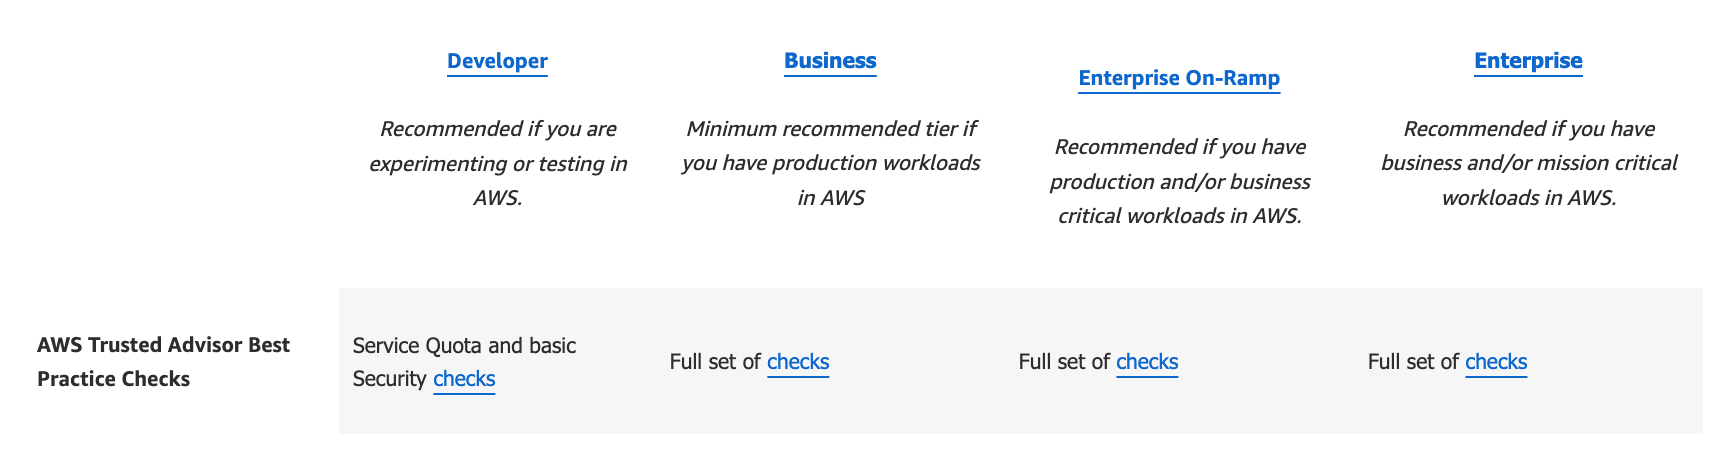 Developer
Recommended if you are
experimenting or testing in
AWS.
Business
Minimum recommended tier if
you have production workloads
in AWS
Enterprise On-Ramp
Recommended if you have
production and/or business
critical workloads in AWS.
Enterprise
Recommended if you have
business and/or mission critical
workloads in AWS.
AWS Trusted Advisor Best
Practice Checks
Service Quota and basic
Security checks
Full set of checks
Full set of checks
Full set of checks